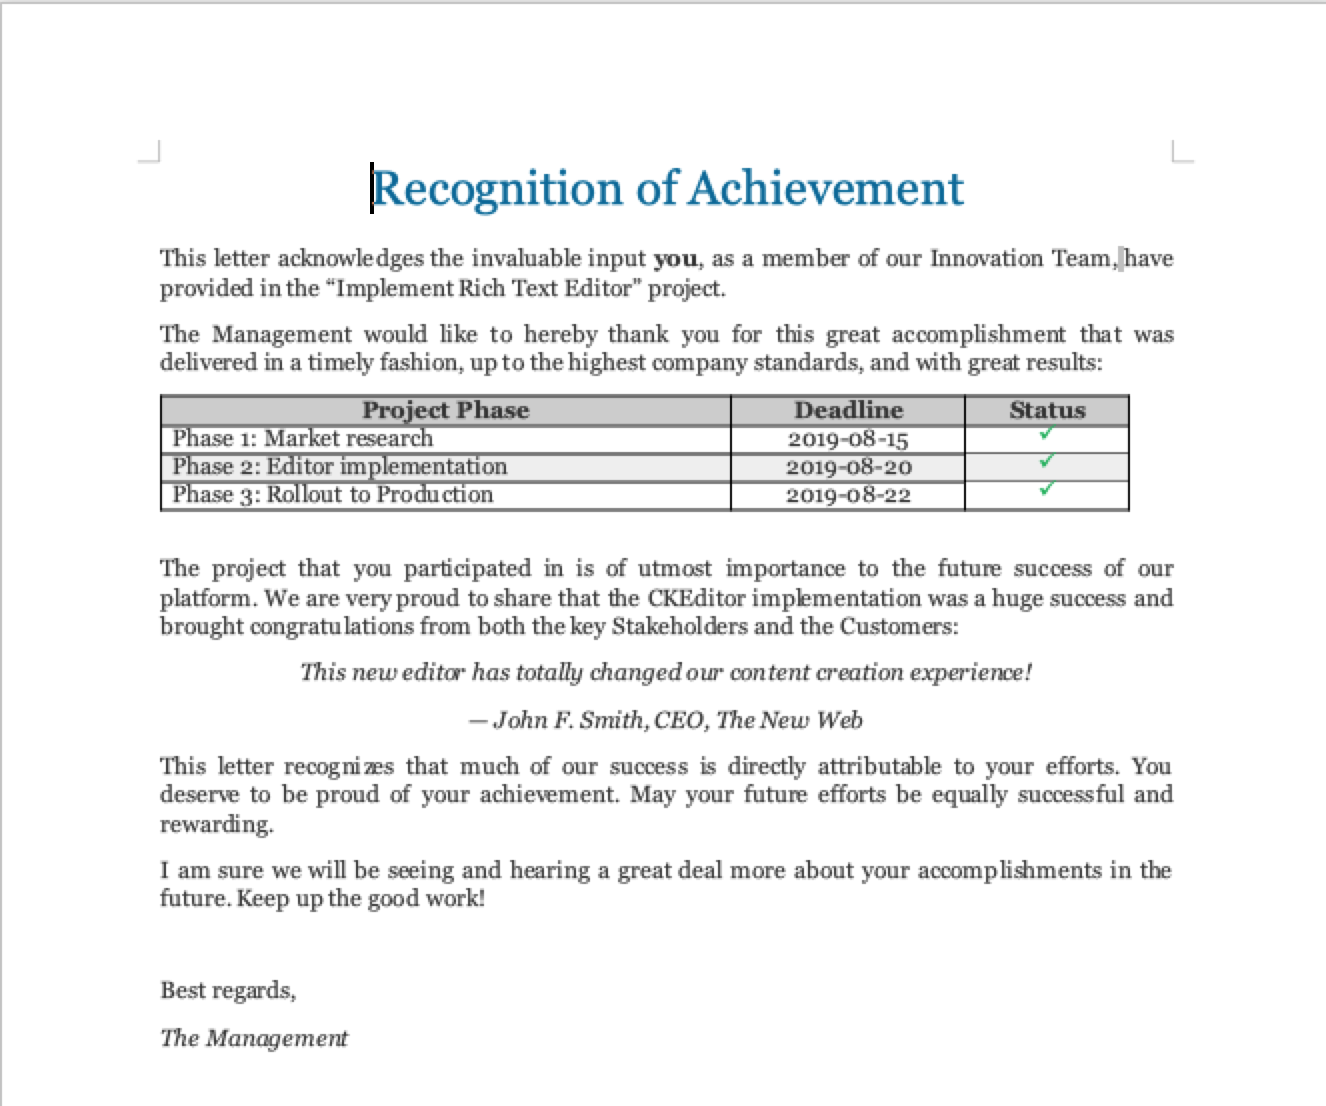 Recognition of Achievement
This letter acknowledges the invaluable input you, as a member of our Innovation Team, have
provided in the “Implement Rich Text Editor” project.
The Management would like to hereby thank you for this great accomplishment that was
delivered in a timely fashion, up to the highest company standards, and with great results:
Project Phase Deadline Status
Phase 1: Market research 2019-08-15 ✓
Phase 2: Editor implementation 2019-08-20 ✓
Phase 3: Rollout to Production 2019-08-22 ✓
The project that you participated in is of utmost importance to the future success of our
platform. We are very proud to share that the CKEditor implementation was a huge success and
brought congratulations from both the key Stakeholders and the Customers:
This new editor has totally changed our content creation experience!
— John F. Smith, CEO, The New Web
This letter recognizes that much of our success is directly attributable to your efforts. You
deserve to be proud of your achievement. May your future efforts be equally successful and
rewarding.
I am sure we will be seeing and hearing a great deal more about your accomplishments in the
future. Keep up the good work!
Best regards,
The Management